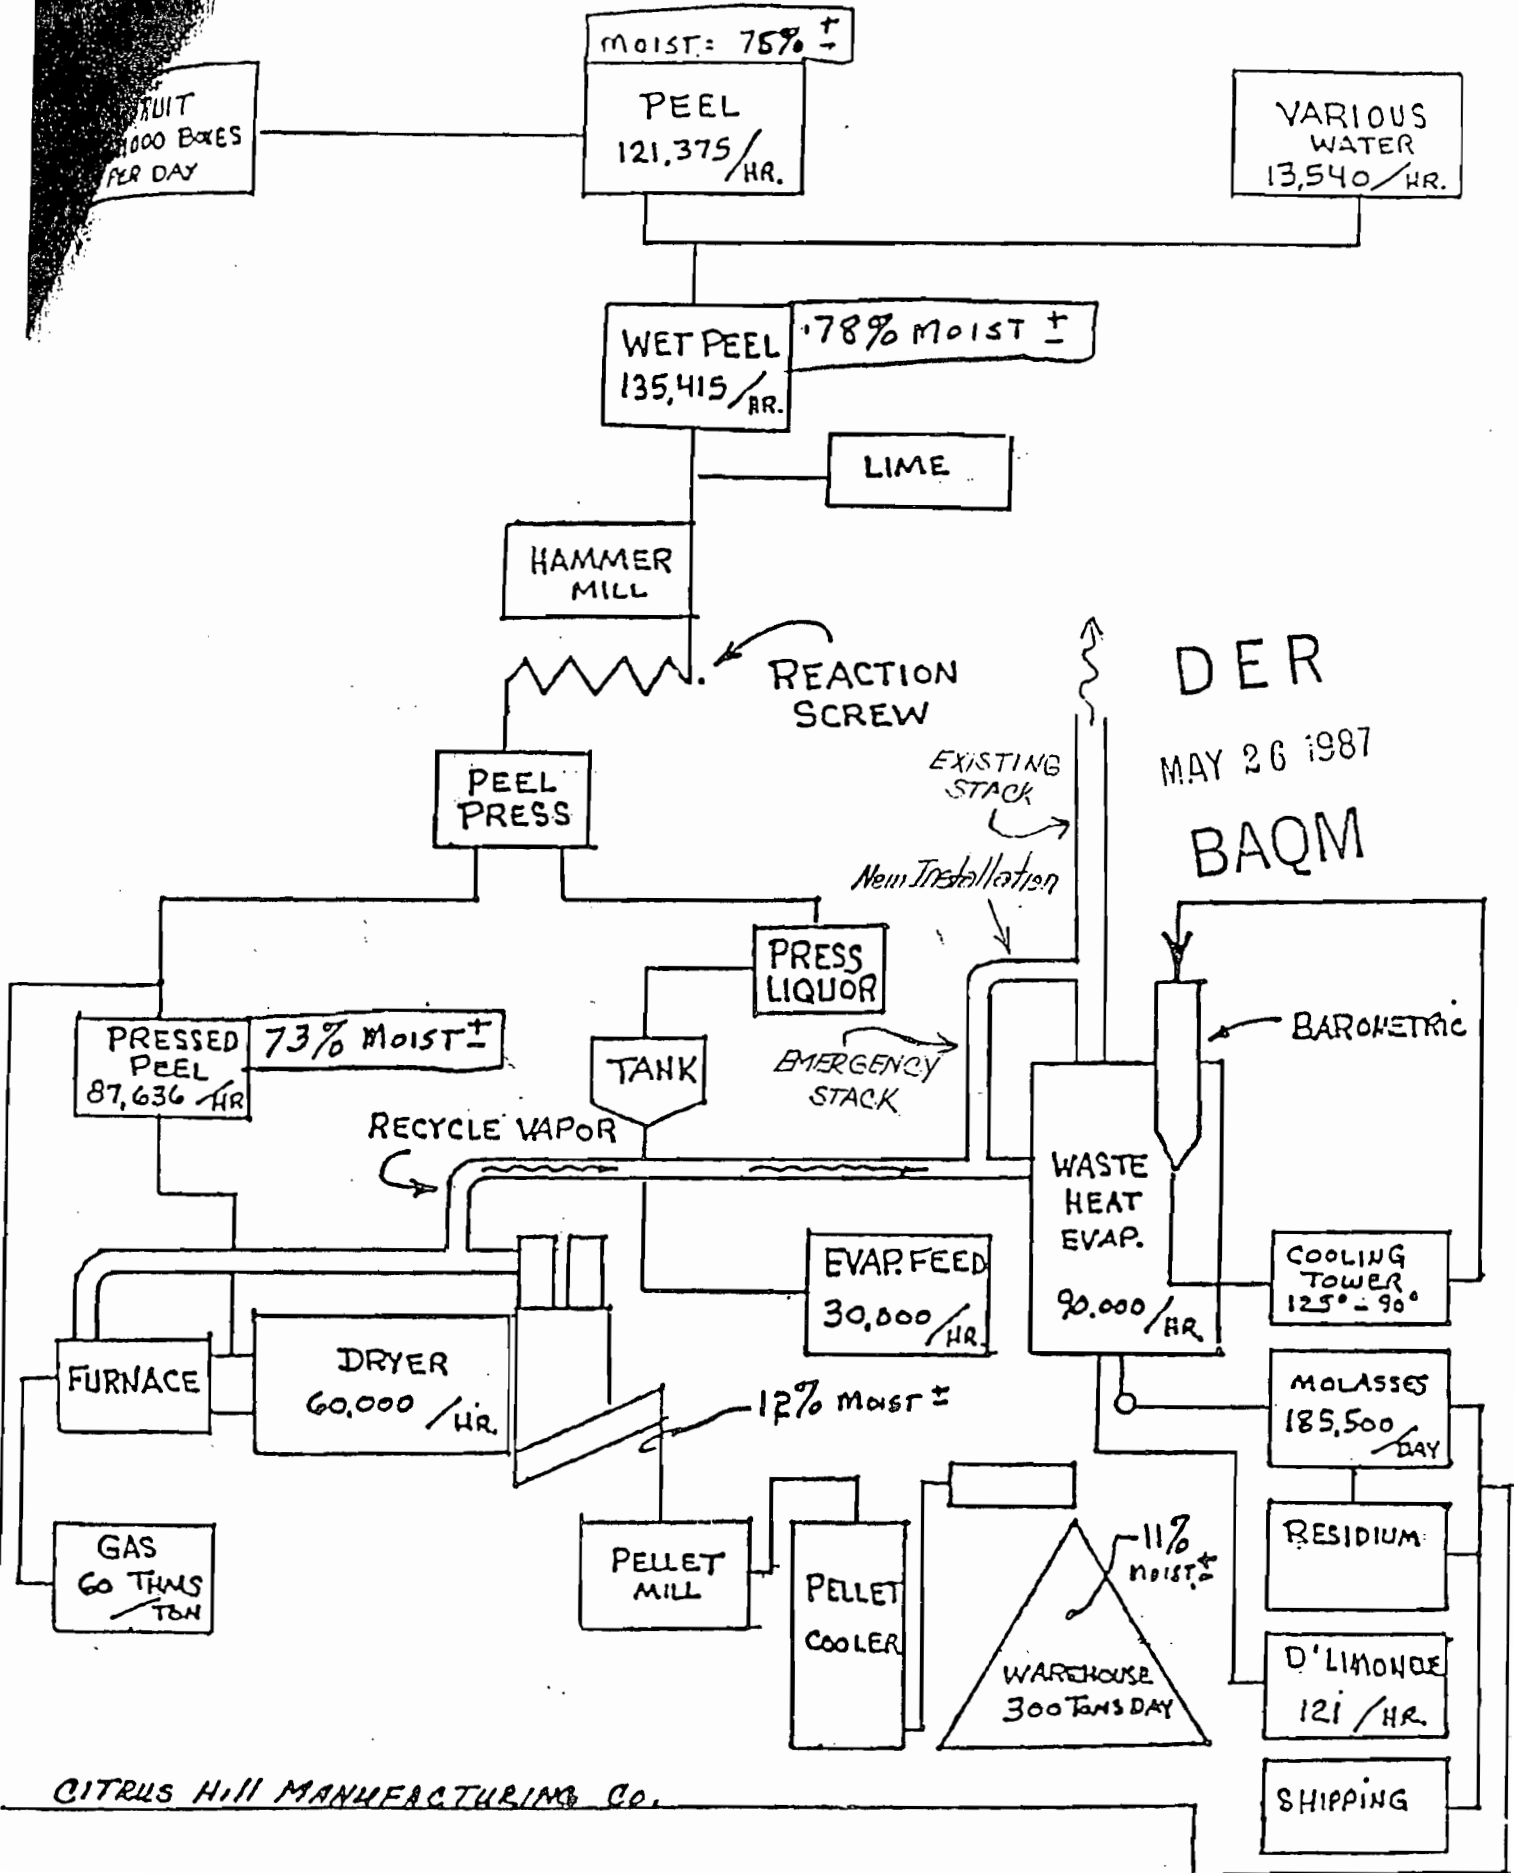 MOIST: 75% ±
PEEL
121,375/HR.
BOXES
PER DAY
VARIOUS
WATER
13,540/HR.
WET PEEL
135,415/HR.
.78% MOIST ±
LIME
HAMMER
MILL
REACTION
SCREW
DER
MAY 26 1987
BAQM
PEEL
PRESS
EXISTING
STACK
New Installation
PRESS
LIQUOR
PRESSED
PEEL
87,636/HR
73% MOIST ±
TANK
EMERGENCY
STACK
BAROMETRIC
RECYCLE VAPOR
WASTE
HEAT
EVAP.
90.000/HR.
EVAP. FEED
30,000/HR.
COOLING
TOWER
125° - 90°
FURNACE
DRYER
60,000/HR.
12% MOIST ±
MOLASSES
185,500/DAY
GAS
60 THMS
/TON
PELLET
MILL
PELLET
COOLER
11%
MOIST. ±
WAREHOUSE
300 TONS DAY
RESIDIUM
D'LIMONDE
121/HR.
SHIPPING
CITRUS Hill MANUFACTURING Co.